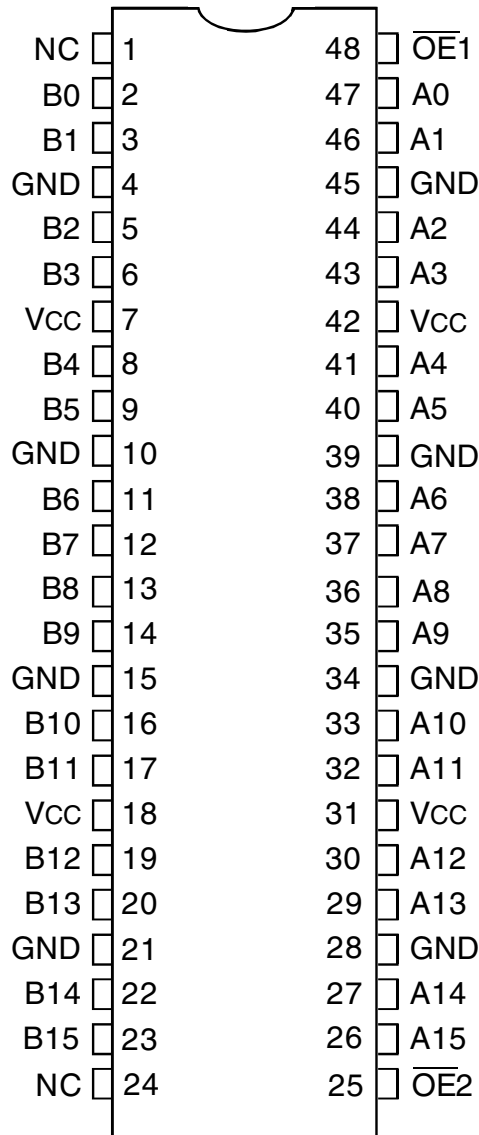 NC 1 48 O̅E̅1
B0 2 47 A0
B1 3 46 A1
GND 4 45 GND
B2 5 44 A2
B3 6 43 A3
VCC 7 42 VCC
B4 8 41 A4
B5 9 40 A5
GND 10 39 GND
B6 11 38 A6
B7 12 37 A7
B8 13 36 A8
B9 14 35 A9
GND 15 34 GND
B10 16 33 A10
B11 17 32 A11
VCC 18 31 VCC
B12 19 30 A12
B13 20 29 A13
GND 21 28 GND
B14 22 27 A14
B15 23 26 A15
NC 24 25 O̅E̅2